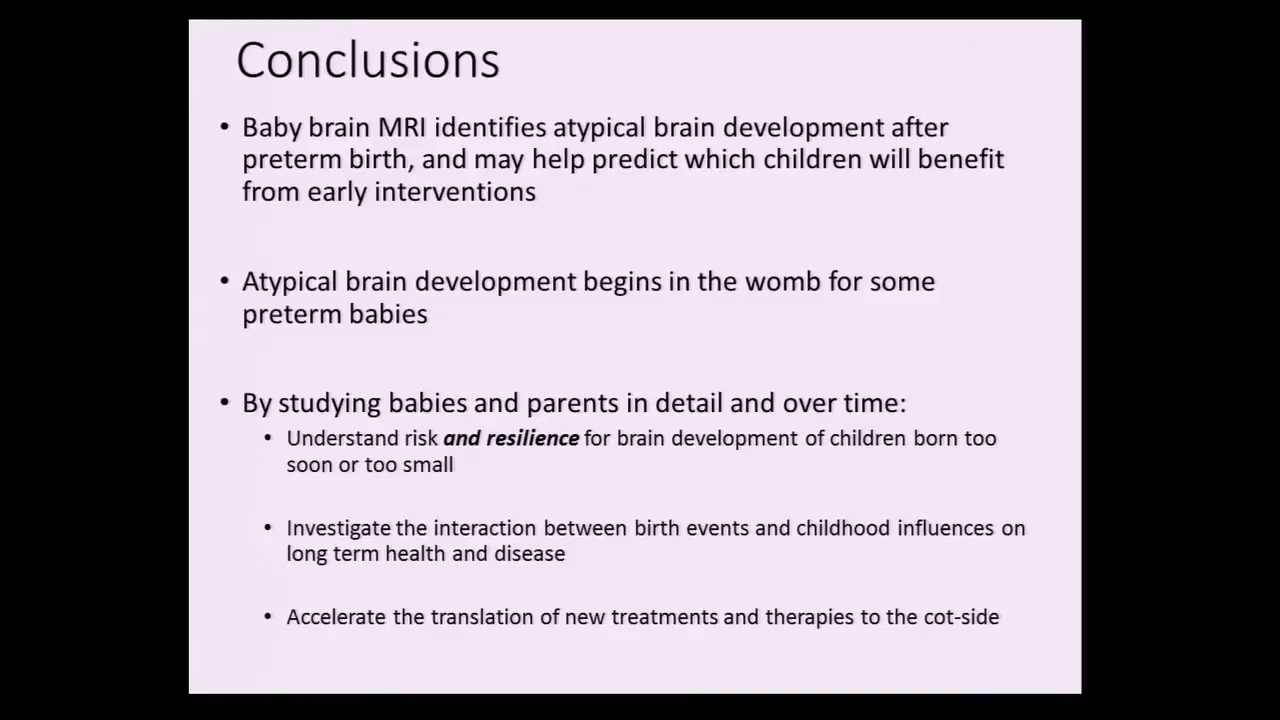 Conclusions
• Baby brain MRI identifies atypical brain development after
preterm birth, and may help predict which children will benefit
from early interventions
• Atypical brain development begins in the womb for some
preterm babies
• By studying babies and parents in detail and over time:
• Understand risk and resilience for brain development of children born too
soon or too small
• Investigate the interaction between birth events and childhood influences on
long term health and disease
• Accelerate the translation of new treatments and therapies to the cot-side